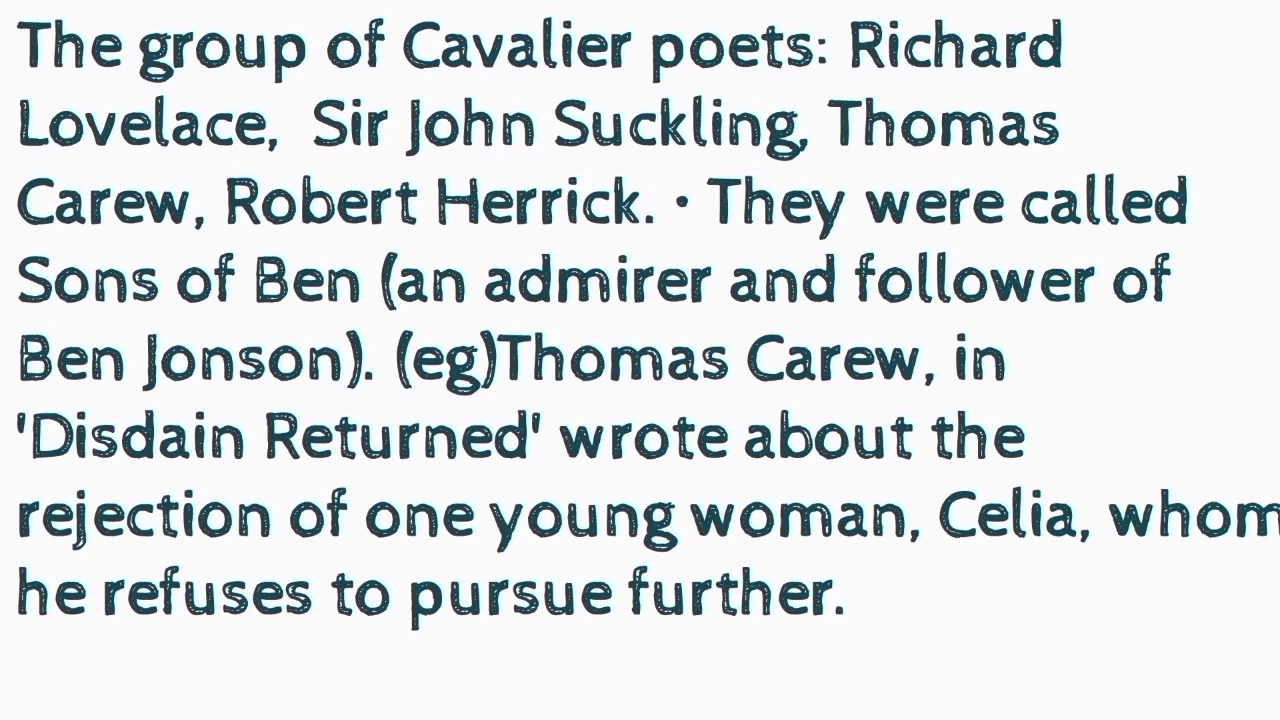 The group of Cavalier poets: Richard
Lovelace,  Sir John Suckling, Thomas
Carew, Robert Herrick. • They were called
Sons of Ben (an admirer and follower of
Ben Jonson). (eg)Thomas Carew, in
'Disdain Returned' wrote about the
rejection of one young woman, Celia, whom
he refuses to pursue further.